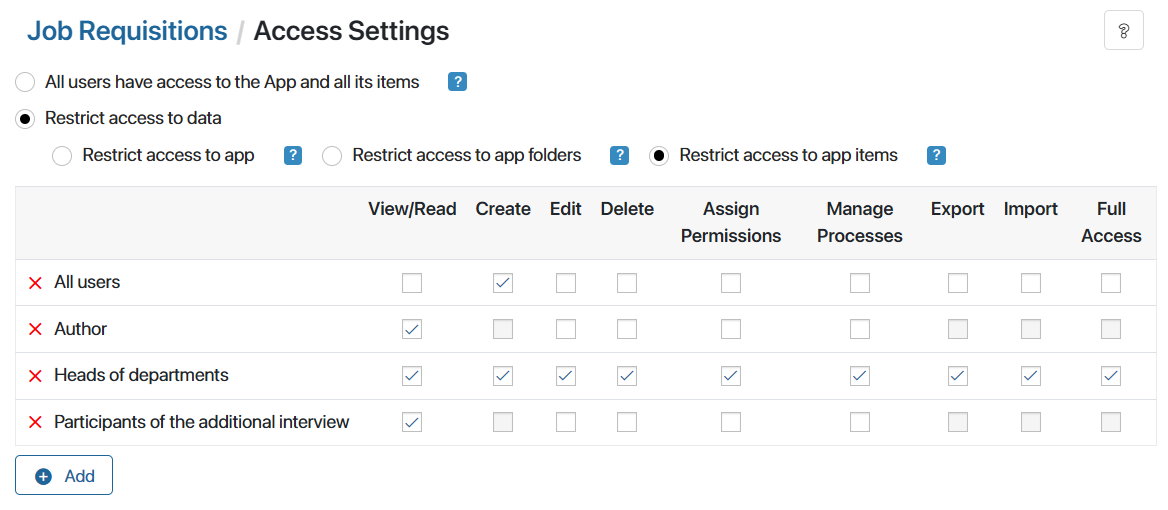 Job Requisitions / Access Settings
?
All users have access to the App and all its items ?
Restrict access to data
Restrict access to app ? Restrict access to app folders ? Restrict access to app items ?
View/Read Create Edit Delete Assign Permissions Manage Processes Export Import Full Access
All users
Author
Heads of departments
Participants of the additional interview
Add